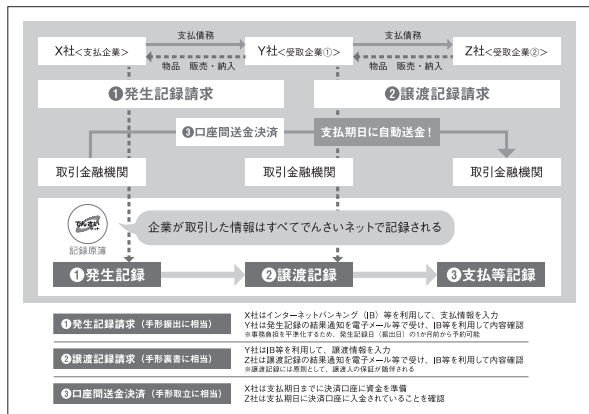 支払債務
支払債務
X社<支払企業>
Y社<受取企業①>
Z社<受取企業②>
物品 販売・納入
物品 販売・納入
❶発生記録請求
❷譲渡記録請求
❸口座間送金決済
支払期日に自動送金！
取引金融機関
取引金融機関
取引金融機関
でんさいネット
記録原簿
企業が取引した情報はすべてでんさいネットで記録される
❶発生記録
❷譲渡記録
❸支払等記録
❶発生記録請求（手形振出に相当）
X社はインターネットバンキング（IB）等を利用して、支払情報を入力
Y社は発生記録の結果通知を電子メール等で受け、IB等を利用して内容確認
※事務負担を平準化するため、発生記録日（振出日）の1か月前から予約可能
❷譲渡記録請求（手形裏書に相当）
Y社はIB等を利用して、譲渡情報を入力
Z社は譲渡記録の結果通知を電子メール等で受け、IB等を利用して内容確認
※譲渡記録には原則として、譲渡人の保証が随伴される
❸口座間送金決済（手形取立に相当）
X社は支払期日までに決済口座に資金を準備
Z社は支払期日に決済口座に入金されていることを確認